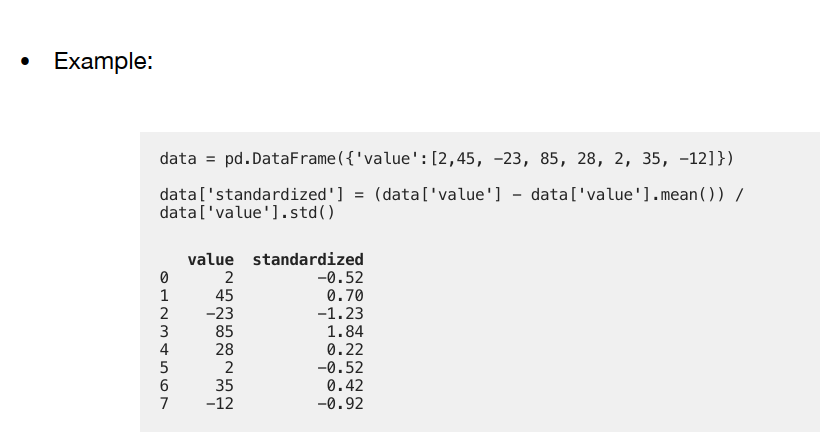 • Example:
data = pd.DataFrame({'value':[2,45, −23, 85, 28, 2, 35, −12]})
data['standardized'] = (data['value'] − data['value'].mean()) /
data['value'].std()
value standardized
0 2 −0.52
1 45 0.70
2 −23 −1.23
3 85 1.84
4 28 0.22
5 2 −0.52
6 35 0.42
7 −12 −0.92